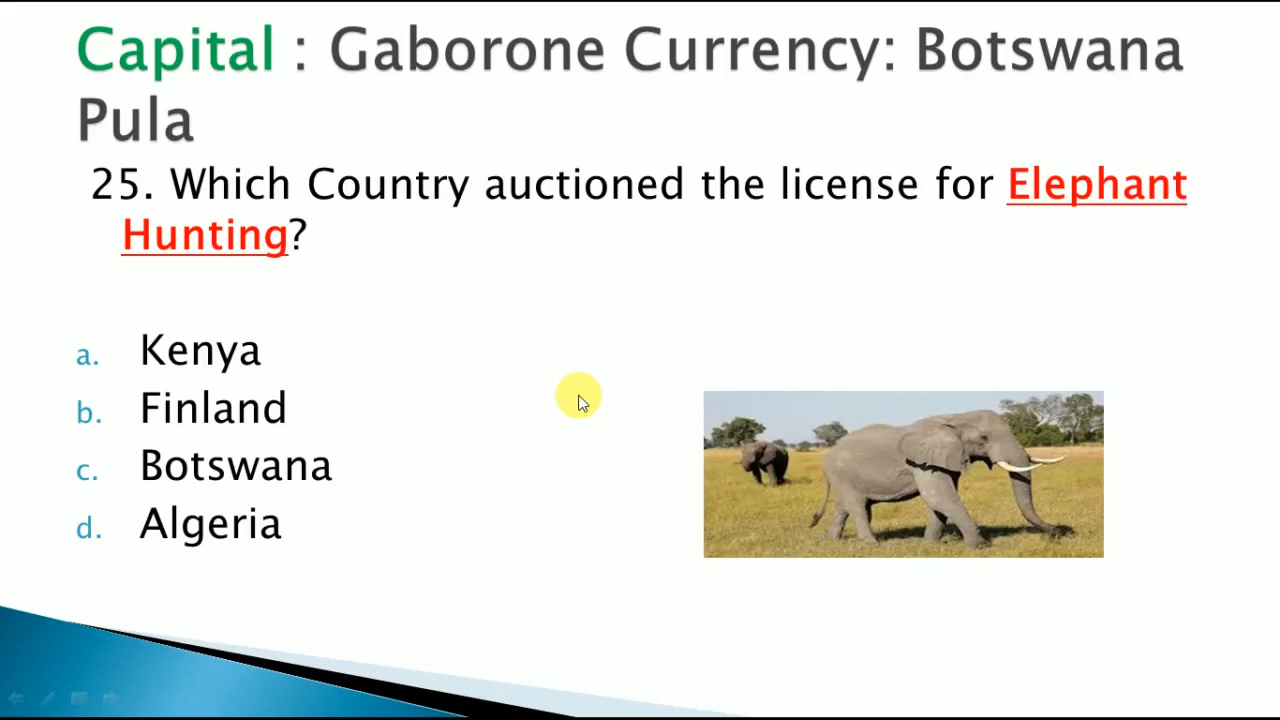 Capital : Gaborone Currency: Botswana
Pula
25. Which Country auctioned the license for Elephant
Hunting?
a. Kenya
b. Finland
c. Botswana
d. Algeria